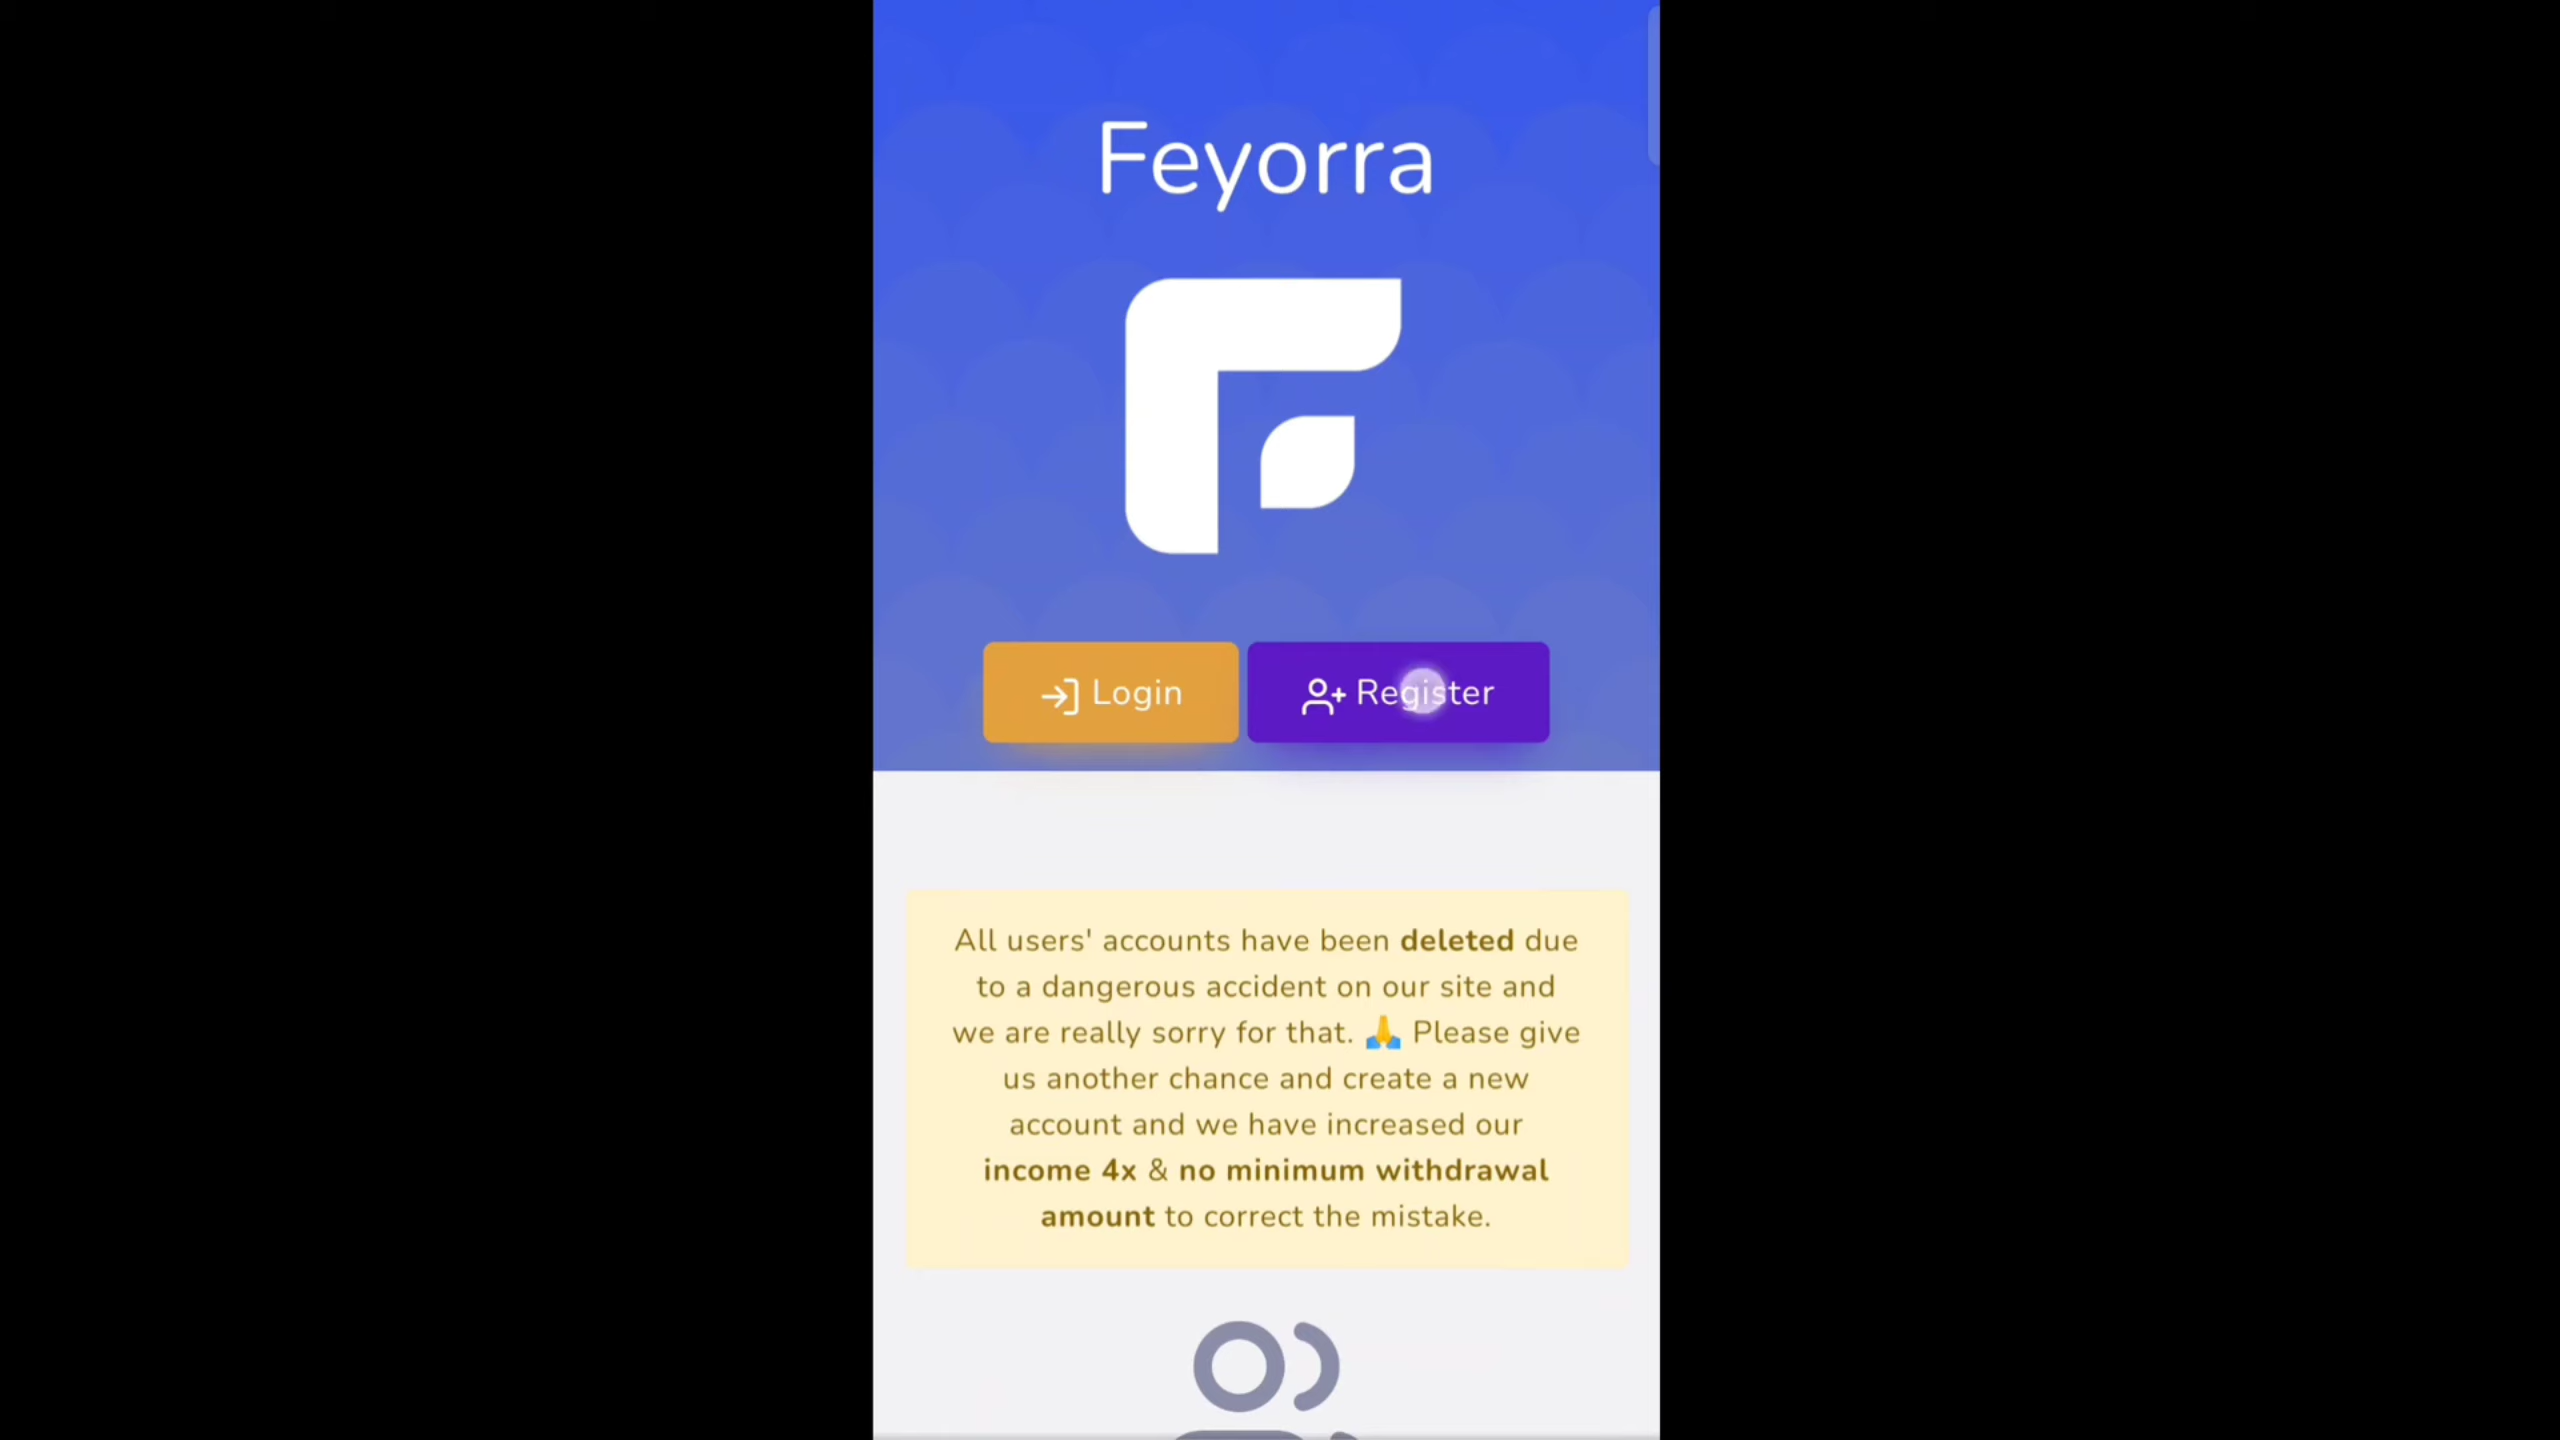 Feyorra
Login
Register
All users' accounts have been deleted due
to a dangerous accident on our site and
we are really sorry for that. 🙏 Please give
us another chance and create a new
account and we have increased our
income 4x & no minimum withdrawal
amount to correct the mistake.